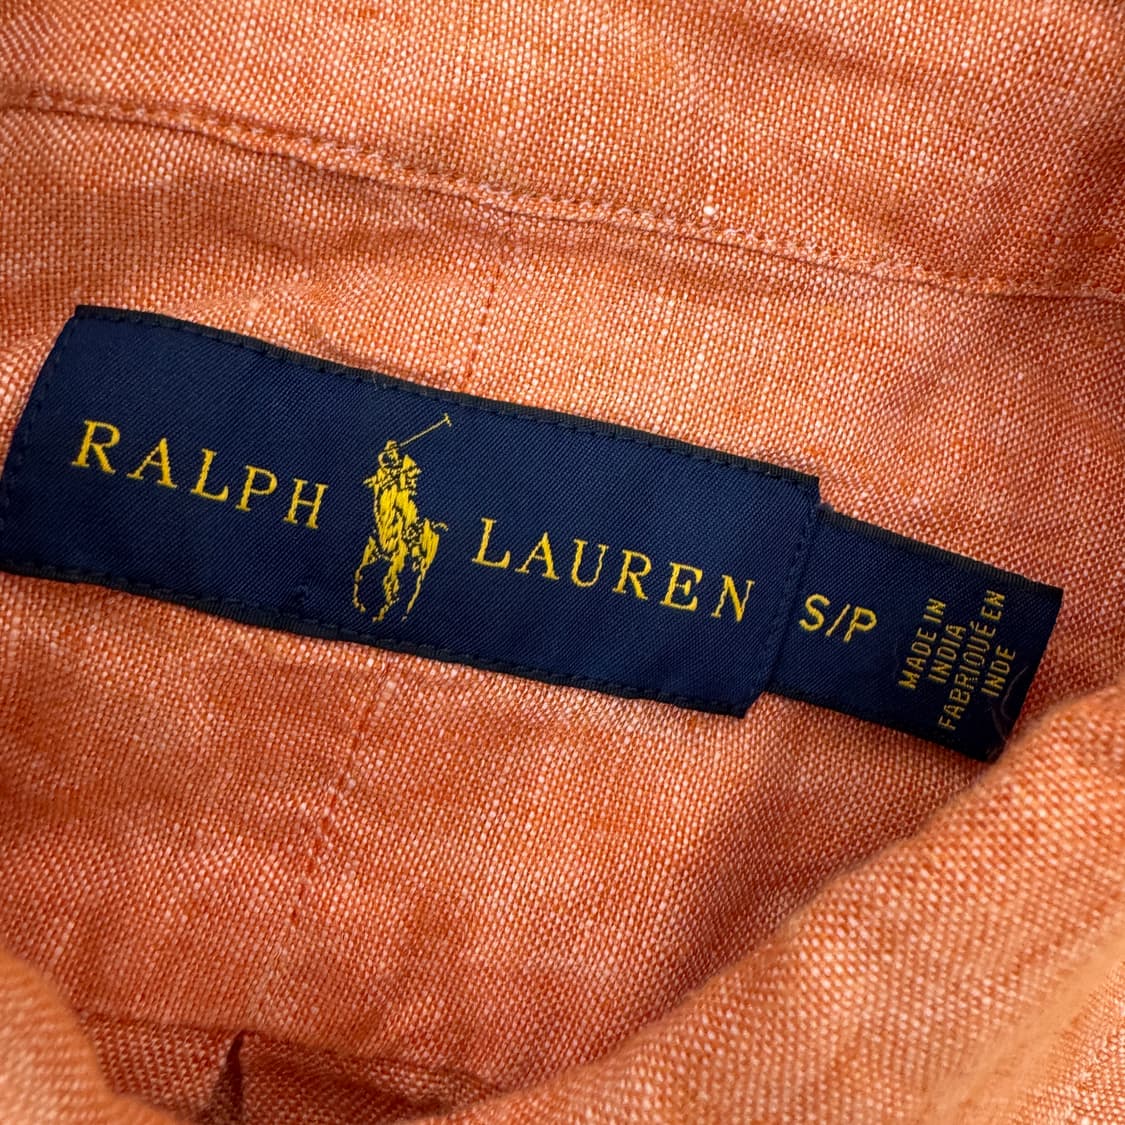 RALPH LAUREN
S/P
MADE IN
INDIA
FABRIQUÉ EN
INDE